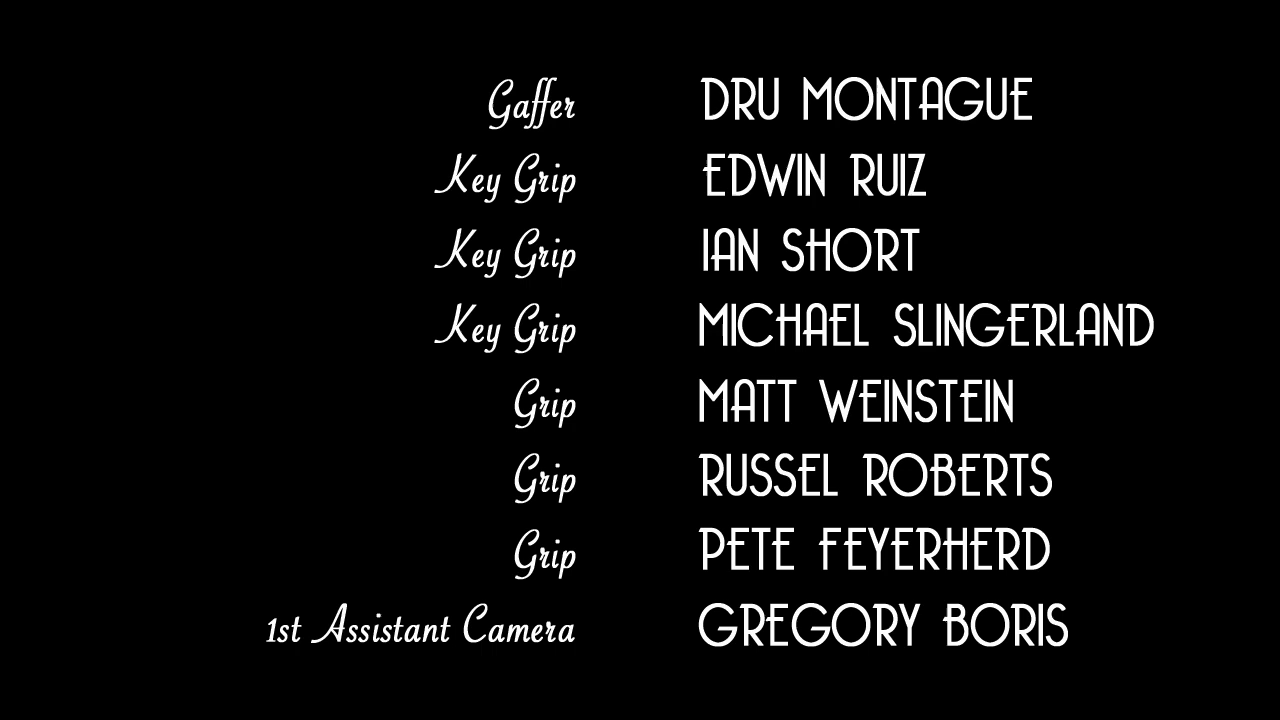 Gaffer DRU MONTAGUE
Key Grip EDWIN RUIZ
Key Grip IAN SHORT
Key Grip MICHAEL SLINGERLAND
Grip MATT WEINSTEIN
Grip RUSSEL ROBERTS
Grip PETE FEYERHERD
1st Assistant Camera GREGORY BORIS